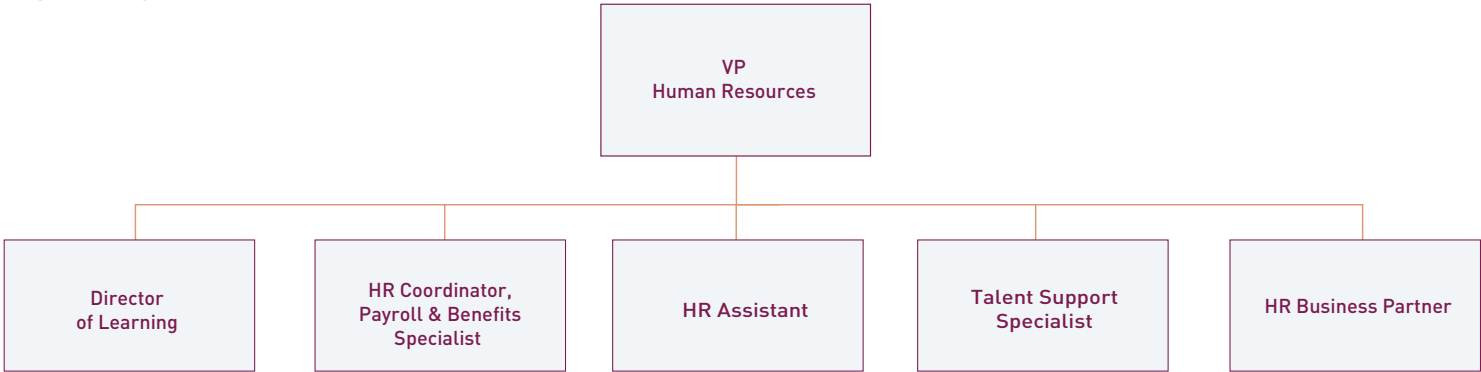 VP
Human Resources
Director
of Learning
HR Coordinator,
Payroll & Benefits
Specialist
HR Assistant
Talent Support
Specialist
HR Business Partner